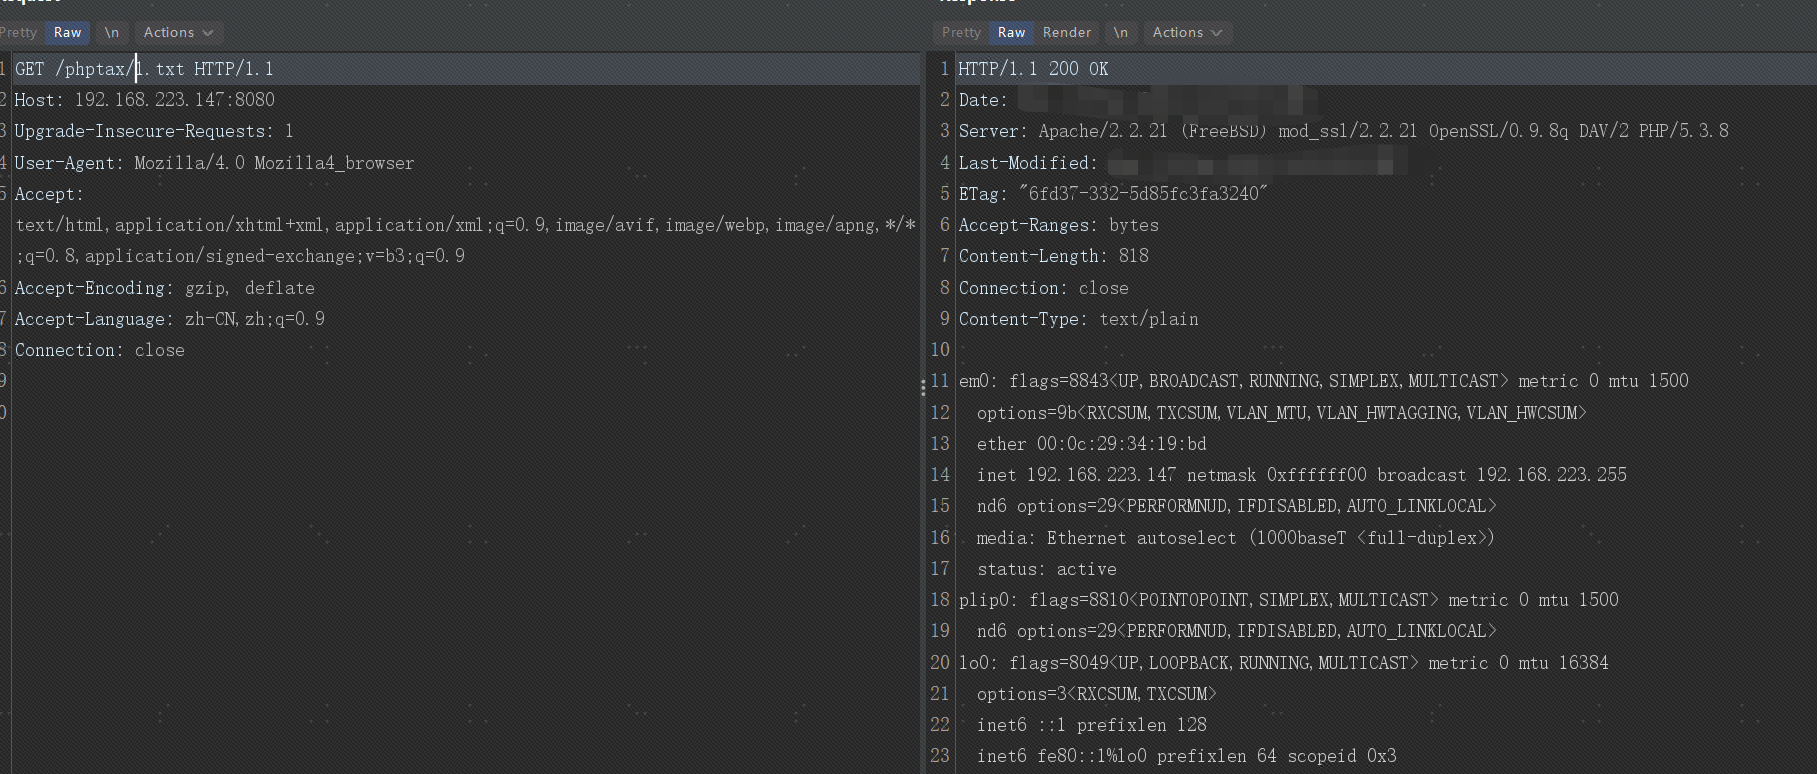 Pretty Raw \n Actions
GET /phptax/1.txt HTTP/1.1
Host: 192.168.223.147:8080
Upgrade-Insecure-Requests: 1
User-Agent: Mozilla/4.0 Mozilla4_browser
Accept:
text/html,application/xhtml+xml,application/xml;q=0.9,image/avif,image/webp,image/apng,*/*
;q=0.8,application/signed-exchange;v=b3;q=0.9
Accept-Encoding: gzip, deflate
Accept-Language: zh-CN,zh;q=0.9
Connection: close
Pretty Raw Render \n Actions
1 HTTP/1.1 200 OK
2 Date:
3 Server: Apache/2.2.21 (FreeBSD) mod_ssl/2.2.21 OpenSSL/0.9.8q DAV/2 PHP/5.3.8
4 Last-Modified:
5 ETag: "6fd37-332-5d85fc3fa3240"
6 Accept-Ranges: bytes
7 Content-Length: 818
8 Connection: close
9 Content-Type: text/plain
10
11 em0: flags=8843<UP,BROADCAST,RUNNING,SIMPLEX,MULTICAST> metric 0 mtu 1500
12 options=9b<RXCSUM,TXCSUM,VLAN_MTU,VLAN_HWTAGGING,VLAN_HWCSUM>
13 ether 00:0c:29:34:19:bd
14 inet 192.168.223.147 netmask 0xffffff00 broadcast 192.168.223.255
15 nd6 options=29<PERFORMNUD,IFDISABLED,AUTO_LINKLOCAL>
16 media: Ethernet autoselect (1000baseT <full-duplex>)
17 status: active
18 plip0: flags=8810<POINTOPOINT,SIMPLEX,MULTICAST> metric 0 mtu 1500
19 nd6 options=29<PERFORMNUD,IFDISABLED,AUTO_LINKLOCAL>
20 lo0: flags=8049<UP,LOOPBACK,RUNNING,MULTICAST> metric 0 mtu 16384
21 options=3<RXCSUM,TXCSUM>
22 inet6 ::1 prefixlen 128
23 inet6 fe80::1%lo0 prefixlen 64 scopeid 0x3